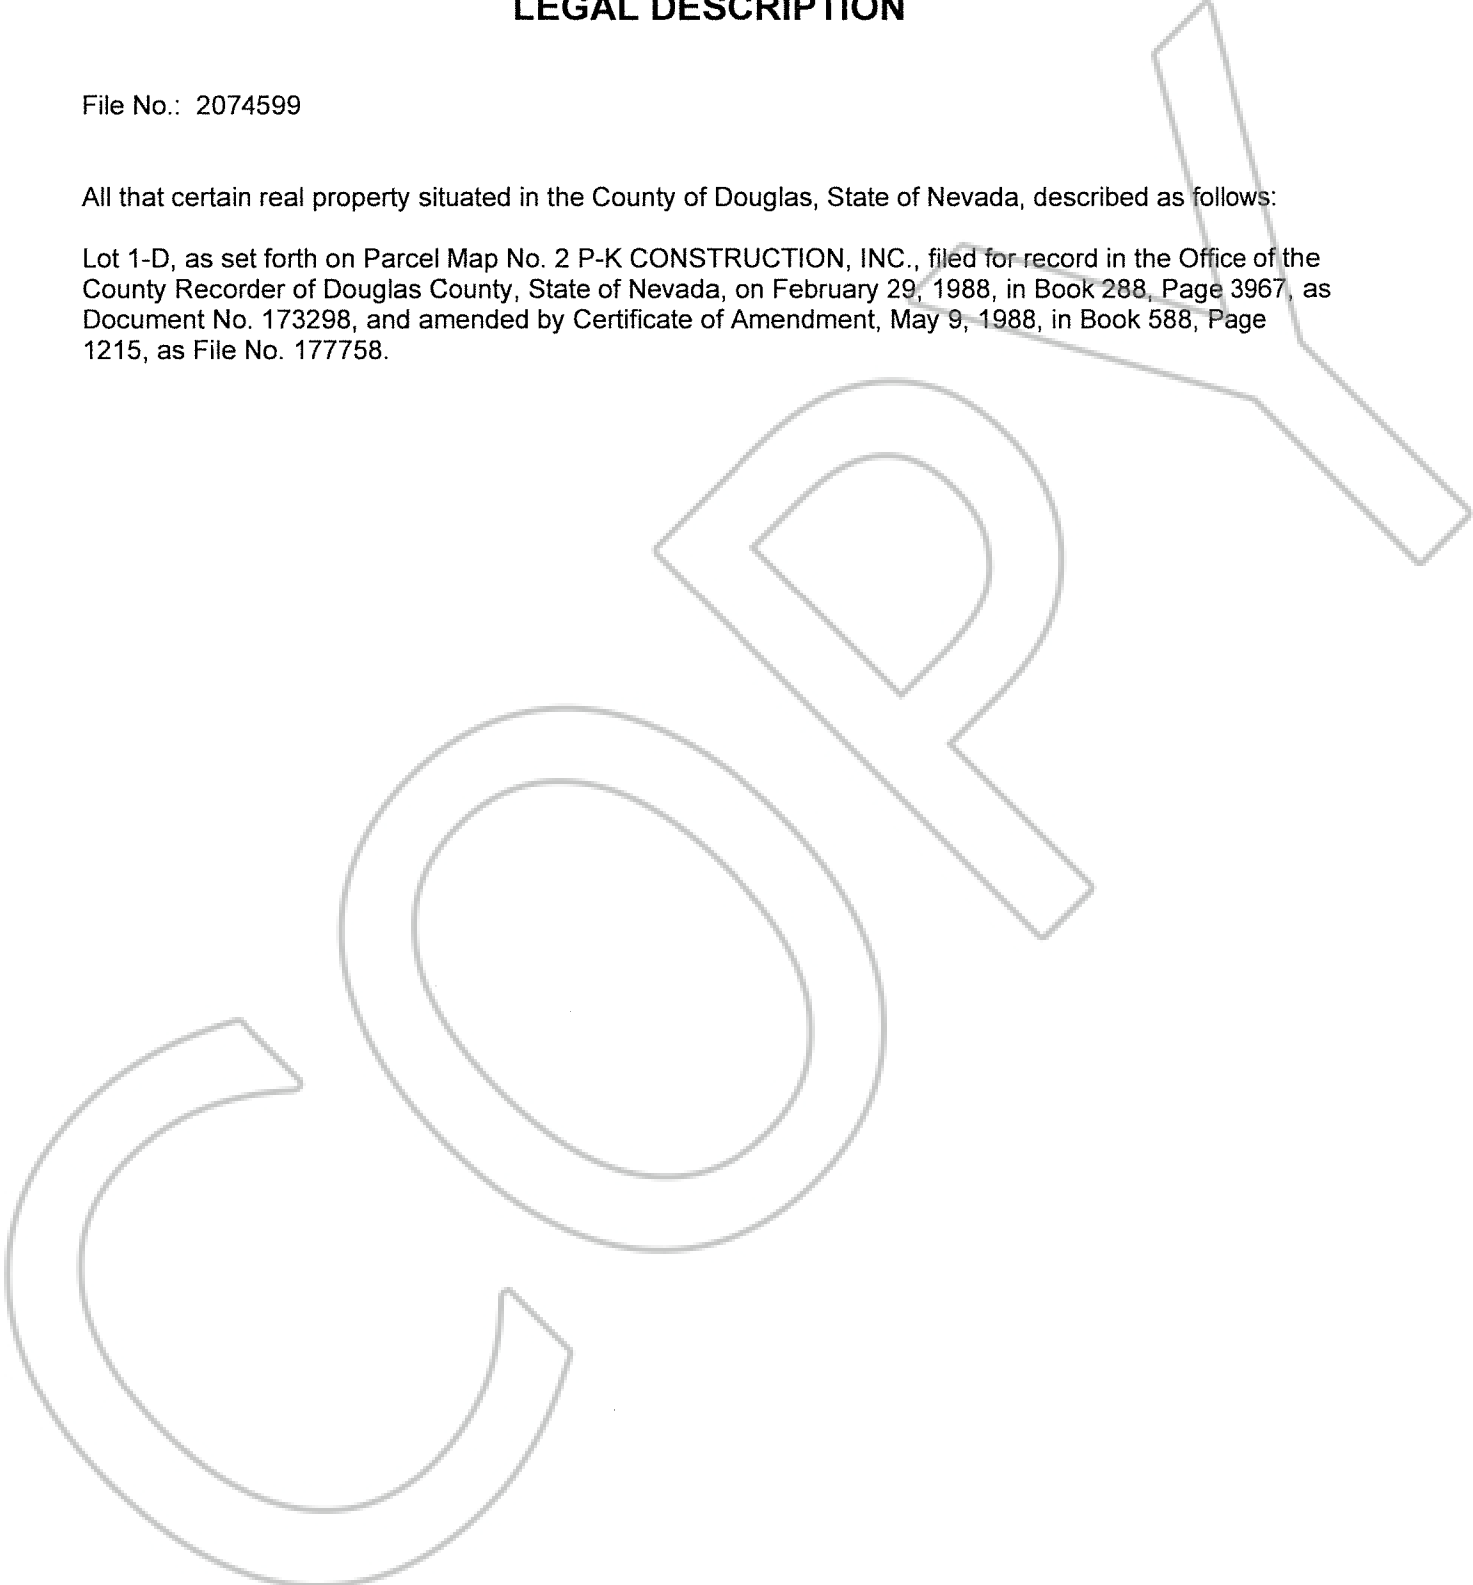 LEGAL DESCRIPTION
File No.: 2074599
All that certain real property situated in the County of Douglas, State of Nevada, described as follows:
Lot 1-D, as set forth on Parcel Map No. 2 P-K CONSTRUCTION, INC., filed for record in the Office of the
County Recorder of Douglas County, State of Nevada, on February 29, 1988, in Book 288, Page 3967, as
Document No. 173298, and amended by Certificate of Amendment, May 9, 1988, in Book 588, Page
1215, as File No. 177758.
COPY